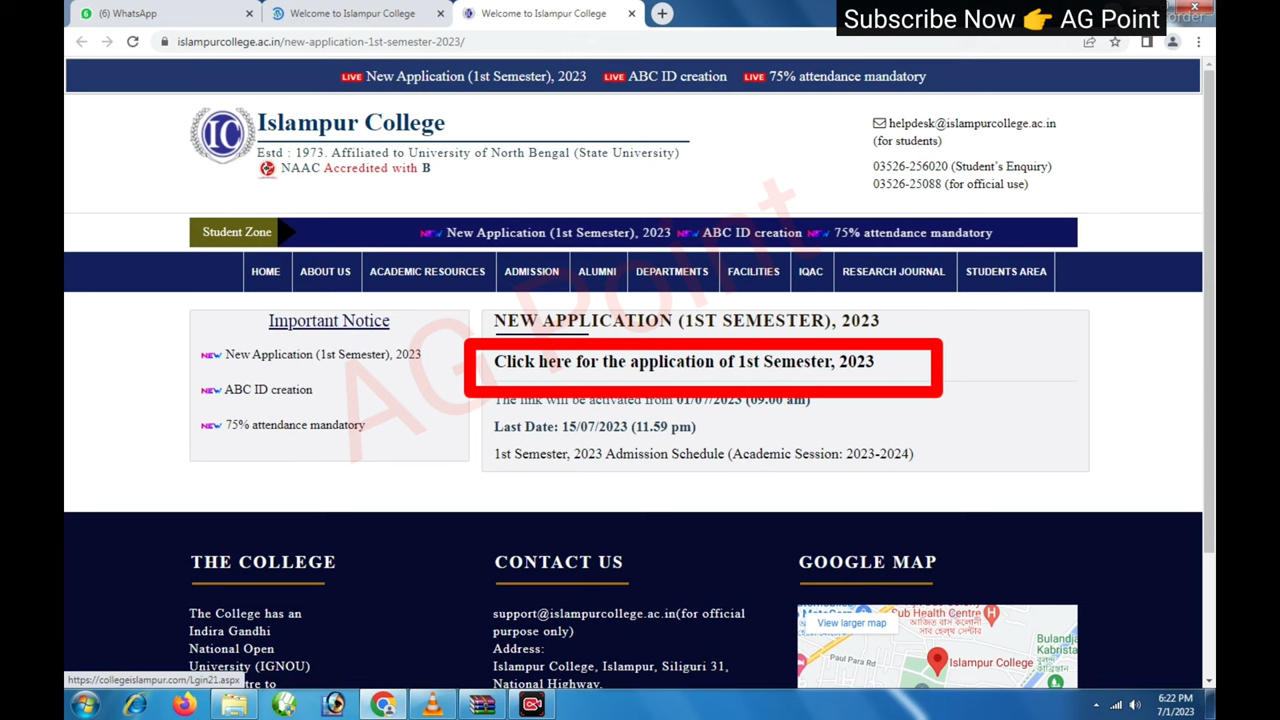 (6) WhatsApp
Welcome to Islampur College
Welcome to Islampur College
Subscribe Now 👉 AG Point
islampurcollege.ac.in/new-application-1st-semester-2023/
LIVE New Application (1st Semester), 2023 LIVE ABC ID creation LIVE 75% attendance mandatory
IC
Islampur College
Estd : 1973. Affiliated to University of North Bengal (State University)
NAAC Accredited with B
helpdesk@islampurcollege.ac.in
(for students)
03526-256020 (Student's Enquiry)
03526-25088 (for official use)
Student Zone
NEW New Application (1st Semester), 2023 NEW ABC ID creation NEW 75% attendance mandatory
HOME ABOUT US ACADEMIC RESOURCES ADMISSION ALUMNI DEPARTMENTS FACILITIES IQAC RESEARCH JOURNAL STUDENTS AREA
Important Notice
NEW New Application (1st Semester), 2023
NEW ABC ID creation
NEW 75% attendance mandatory
NEW APPLICATION (1ST SEMESTER), 2023
Click here for the application of 1st Semester, 2023
The link will be activated from 01/07/2023 (09.00 am)
Last Date: 15/07/2023 (11.59 pm)
1st Semester, 2023 Admission Schedule (Academic Session: 2023-2024)
AG Point
THE COLLEGE
The College has an
Indira Gandhi
National Open
University (IGNOU)
CONTACT US
support@islampurcollege.ac.in(for official
purpose only)
Address:
Islampur College, Islampur, Siliguri 31,
National Highway,
GOOGLE MAP
View larger map
Sub Health Centre
সাব হেলথ সেন্টার
Bulandja
Kabrista
Paul Para Rd
Islampur College
https://collegeislampur.com/Lgin21.aspx
6:22 PM
7/1/2023